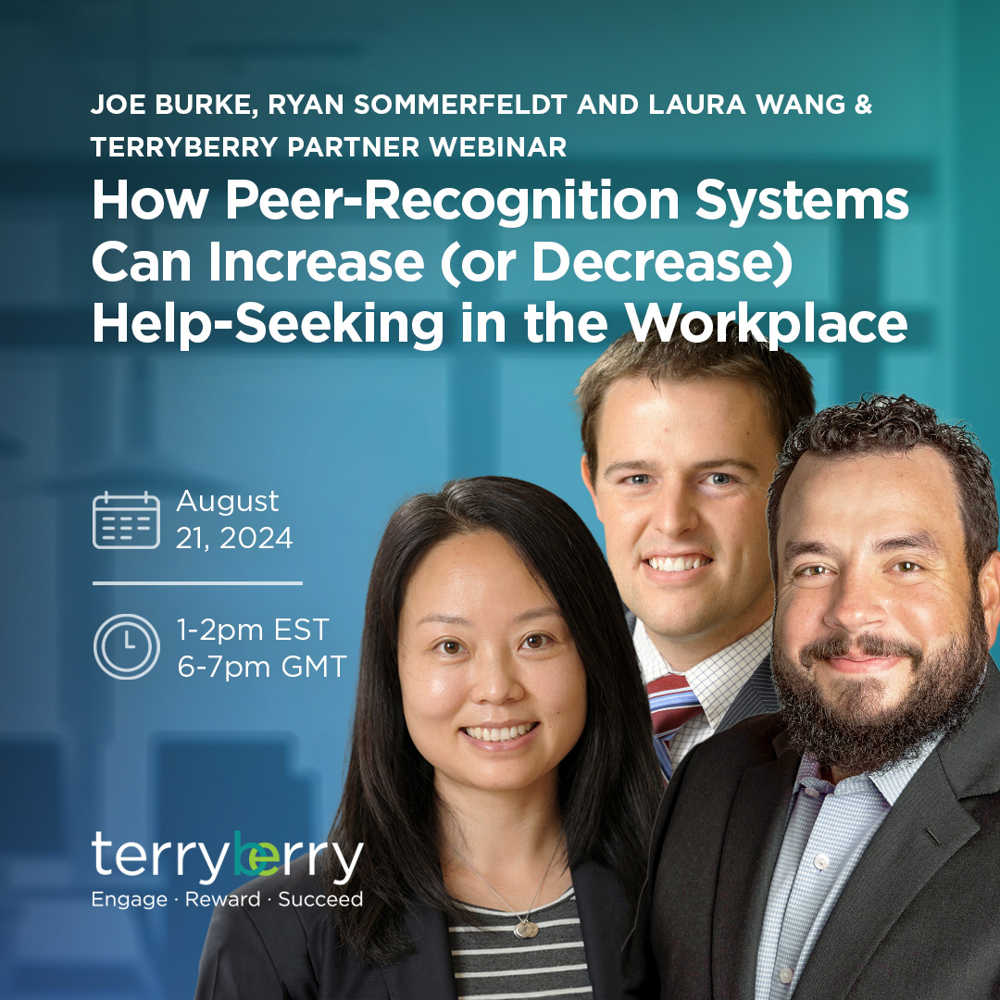 JOE BURKE, RYAN SOMMERFELDT AND LAURA WANG &
TERRYBERRY PARTNER WEBINAR
How Peer-Recognition Systems
Can Increase (or Decrease)
Help-Seeking in the Workplace
August
21, 2024
1-2pm EST
6-7pm GMT
terryberry
Engage · Reward · Succeed